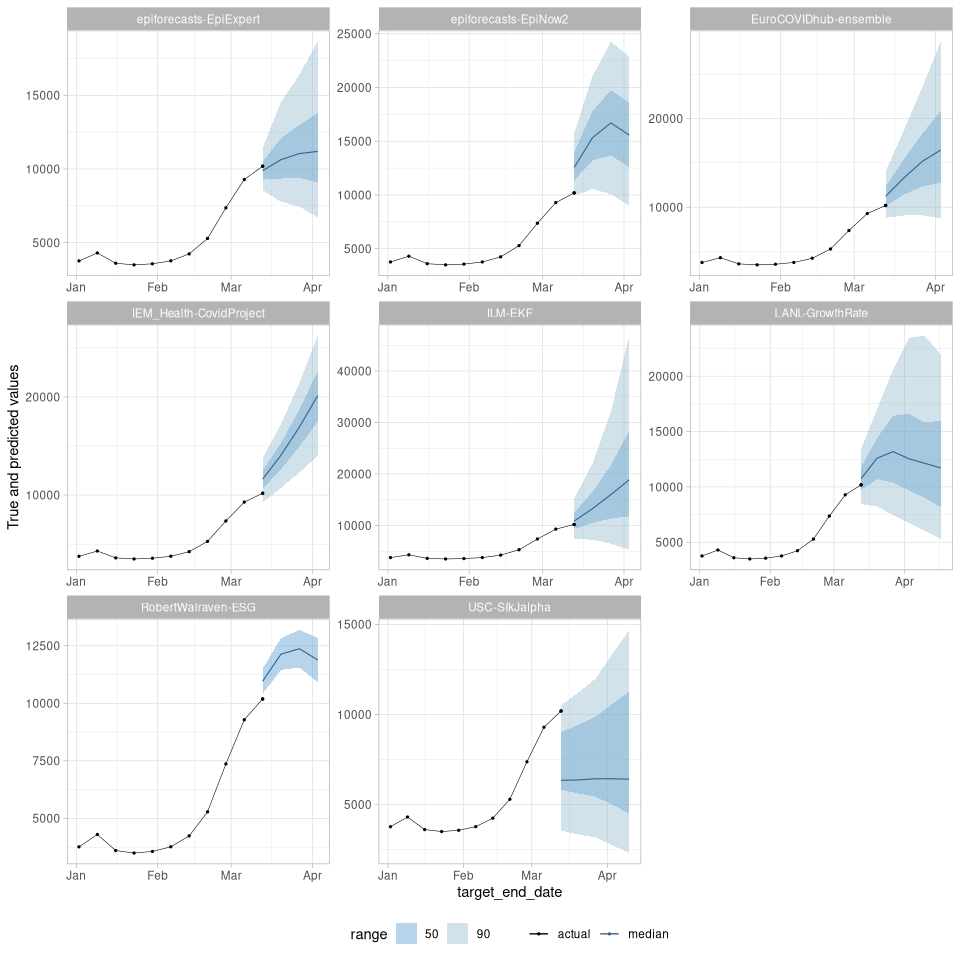 epiforecasts-EpiExpert
epiforecasts-EpiNow2
EuroCOVIDhub-ensemble
15000
10000
5000
Jan Feb Mar Apr
25000
20000
15000
10000
5000
Jan Feb Mar Apr
20000
10000
Jan Feb Mar Apr
IEM_Health-CovidProject
ILM-EKF
LANL-GrowthRate
20000
10000
Jan Feb Mar Apr
40000
30000
20000
10000
Jan Feb Mar Apr
20000
15000
10000
5000
Jan Feb Mar Apr
RobertWalraven-ESG
USC-SIkJalpha
12500
10000
7500
5000
Jan Feb Mar Apr
15000
10000
5000
Jan Feb Mar Apr
True and predicted values
target_end_date
range 50 90 actual median